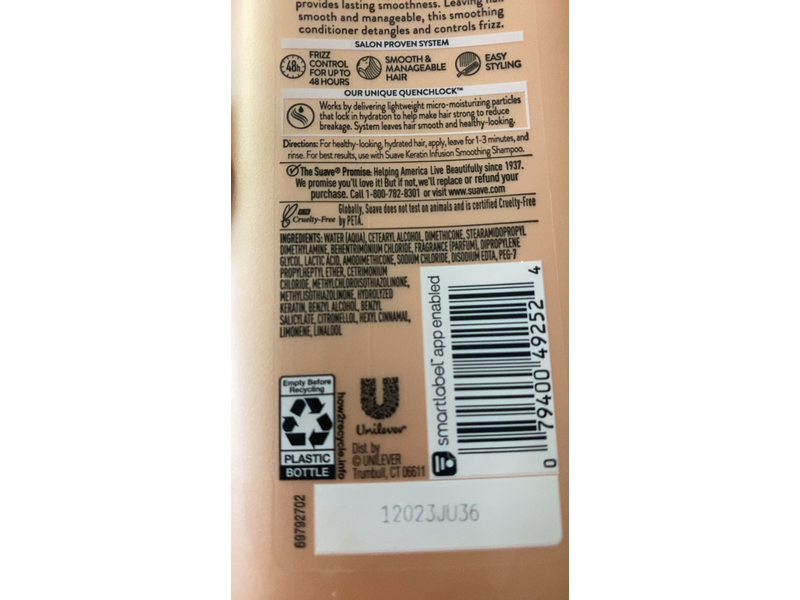 provides lasting smoothness. Leaving hair
smooth and manageable, this smoothing
conditioner detangles and controls frizz.
SALON PROVEN SYSTEM
48h
FRIZZ
CONTROL
FOR UP TO
48 HOURS
SMOOTH &
MANAGEABLE
HAIR
EASY
STYLING
OUR UNIQUE QUENCHLOCK™
Works by delivering lightweight micro-moisturizing particles
that lock in hydration to help make hair strong to reduce
breakage. System leaves hair smooth and healthy-looking.
Directions: For healthy-looking, hydrated hair, apply, leave for 1-3 minutes, and
rinse. For best results, use with Suave Keratin Infusion Smoothing Shampoo.
The Suave® Promise: Helping America Live Beautifully since 1937.
We promise you'll love it! But if not, we'll replace or refund your
purchase. Call 1-800-782-8301 or visit www.suave.com
Cruelty-Free
Globally, Suave does not test on animals and is certified Cruelty-Free
by PETA.
INGREDIENTS: WATER (AQUA), CETEARYL ALCOHOL, DIMETHICONE, STEARAMIDOPROPYL
DIMETHYLAMINE, BEHENTRIMONIUM CHLORIDE, FRAGRANCE (PARFUM), DIPROPYLENE
GLYCOL, LACTIC ACID, AMODIMETHICONE, SODIUM CHLORIDE, DISODIUM EDTA, PEG-7
PROPYLHEPTYL ETHER, CETRIMONIUM
CHLORIDE, METHYLCHLOROISOTHIAZOLINONE,
METHYLISOTHIAZOLINONE, HYDROLYZED
KERATIN, BENZYL ALCOHOL, BENZYL
SALICYLATE, CITRONELLOL, HEXYL CINNAMAL,
LIMONENE, LINALOOL
smartlabel™ app enabled
0 79400 49252 4
Empty Before
Recycling
PLASTIC
BOTTLE
how2recycle.info
Unilever
Dist. by
© UNILEVER
Trumbull, CT 06611
69792702
12023JU36